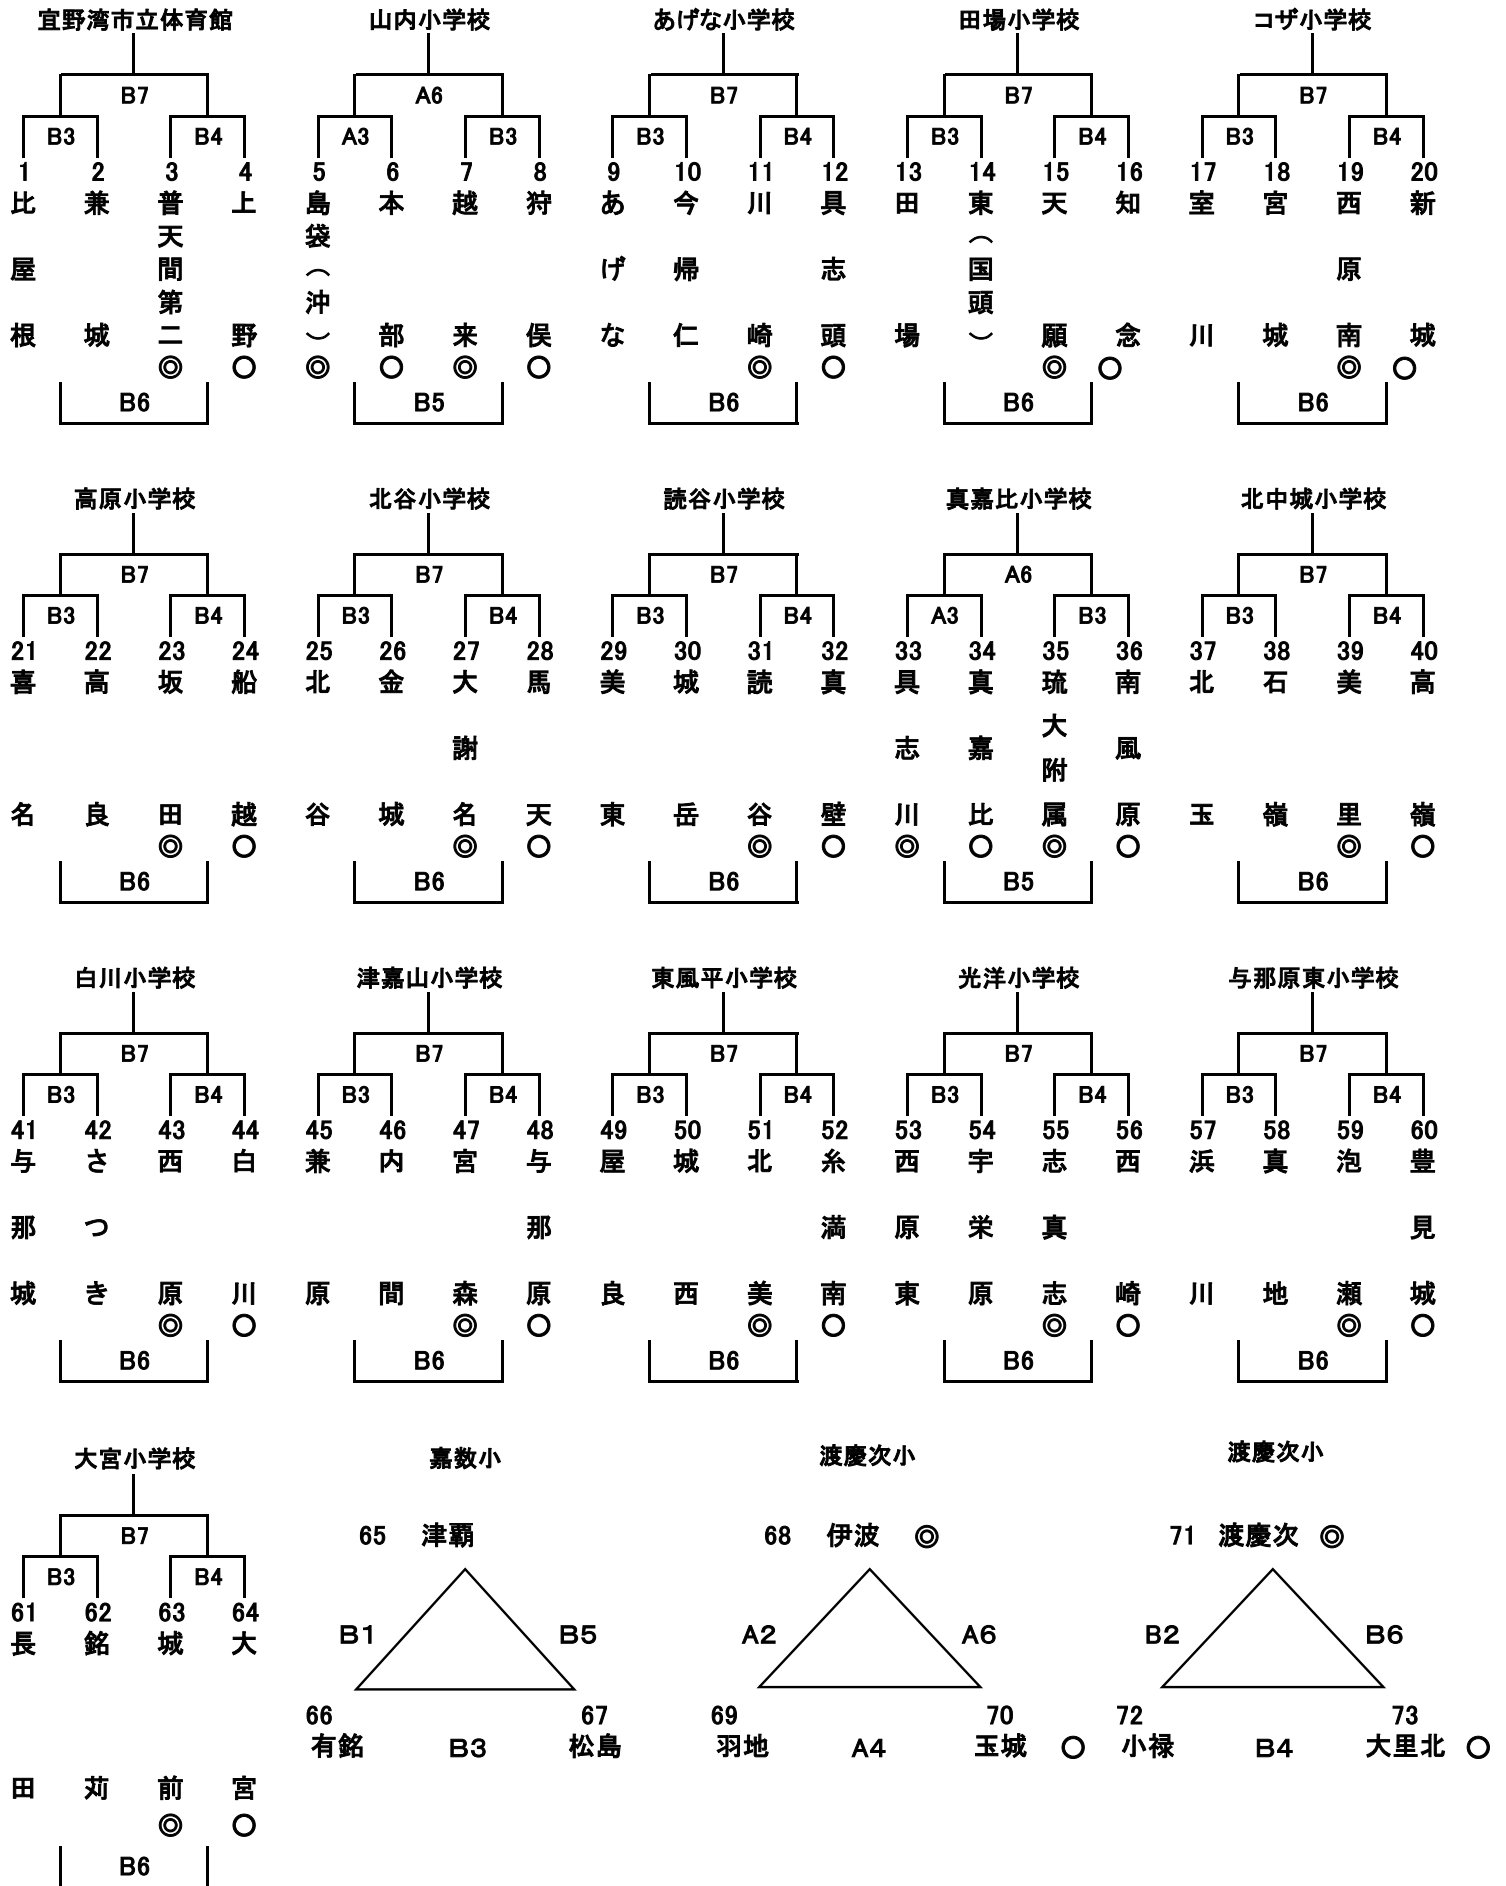 宜野湾市立体育館 山内小学校 あげな小学校 田場小学校 コザ小学校
B7 A6 B7 B7 B7
B3 B4 A3 B3 B3 B4 B3 B4 B3 B4
1 2 3 4 5 6 7 8 9 10 11 12 13 14 15 16 17 18 19 20
比屋根 兼城 普天間第二 上野 島袋（沖） 本部 越来 狩俣 あげな 今帰仁 川崎 具志頭 田場 東（国頭） 天願 知念 室川 宮城 西原南 新城
◎ ○ ◎ ○ ◎ ○ ◎ ○ ◎ ○ ◎ ○
B6 B5 B6 B6 B6
高原小学校 北谷小学校 読谷小学校 真嘉比小学校 北中城小学校
B7 B7 B7 A6 B7
B3 B4 B3 B4 B3 B4 A3 B3 B3 B4
21 22 23 24 25 26 27 28 29 30 31 32 33 34 35 36 37 38 39 40
喜名 高良 坂田 船越 北谷 金城 大謝名 馬天 美東 城岳 読谷 真壁 具志川 真嘉比 琉大附属 南風原 北玉 石嶺 美里 高嶺
◎ ○ ◎ ○ ◎ ○ ◎ ○ ◎ ○ ◎ ○
B6 B6 B6 B5 B6
白川小学校 津嘉山小学校 東風平小学校 光洋小学校 与那原東小学校
B7 B7 B7 B7 B7
B3 B4 B3 B4 B3 B4 B3 B4 B3 B4
41 42 43 44 45 46 47 48 49 50 51 52 53 54 55 56 57 58 59 60
与那城 さつき 西原 白川 兼原 内間 宮森 与那原 屋良 城西 北美 糸満南 西原東 宇栄原 志真志 西崎 浜川 真地 泡瀬 豊見城
◎ ○ ◎ ○ ◎ ○ ◎ ○ ◎ ○
B6 B6 B6 B6 B6
大宮小学校 嘉数小 渡慶次小 渡慶次小
B7
B3 B4
61 62 63 64
長田 銘苅 城前 大宮
◎ ○
B6
65 津覇
B1 B5
66 67
有銘 B3 松島
68 伊波 ◎
A2 A6
69 70
羽地 A4 玉城 ○
71 渡慶次 ◎
B2 B6
72 73
小禄 B4 大里北 ○